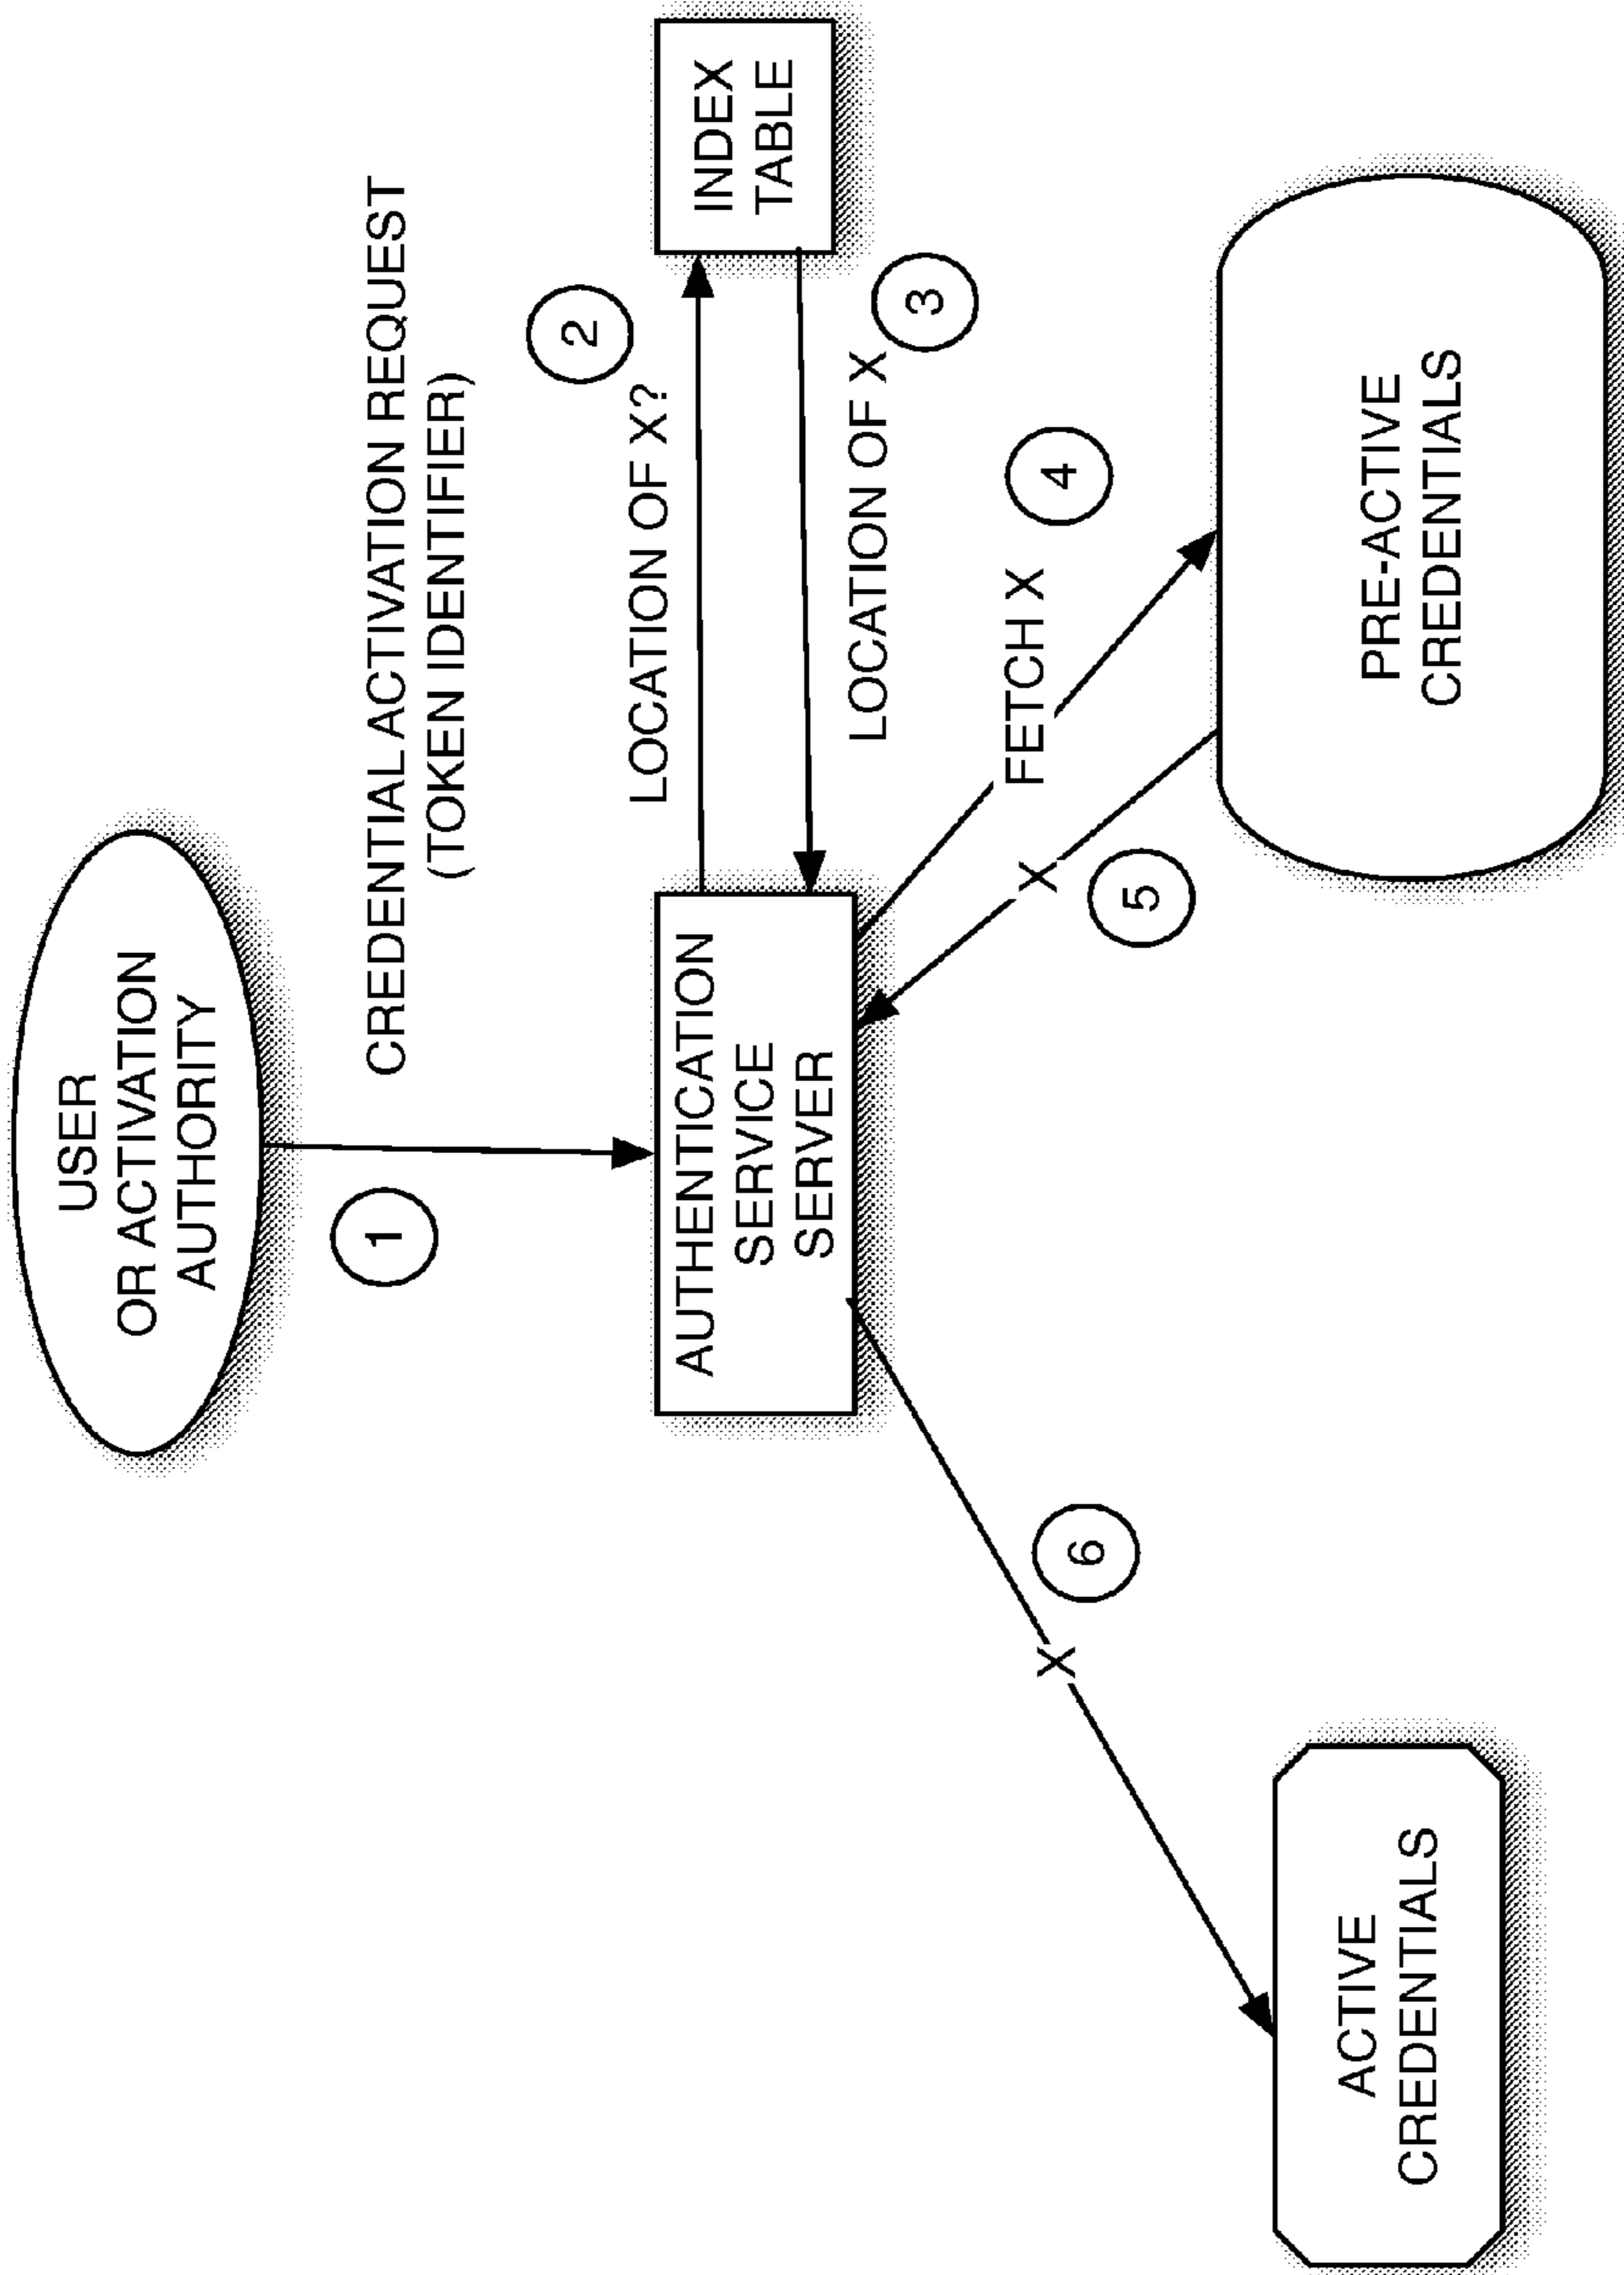 USER
OR ACTIVATION
AUTHORITY
1
CREDENTIAL ACTIVATION REQUEST
(TOKEN IDENTIFIER)
2
LOCATION OF X?
INDEX
TABLE
AUTHENTICATION
SERVICE
SERVER
LOCATION OF X
3
FETCH X
4
X
5
X
6
PRE-ACTIVE
CREDENTIALS
ACTIVE
CREDENTIALS